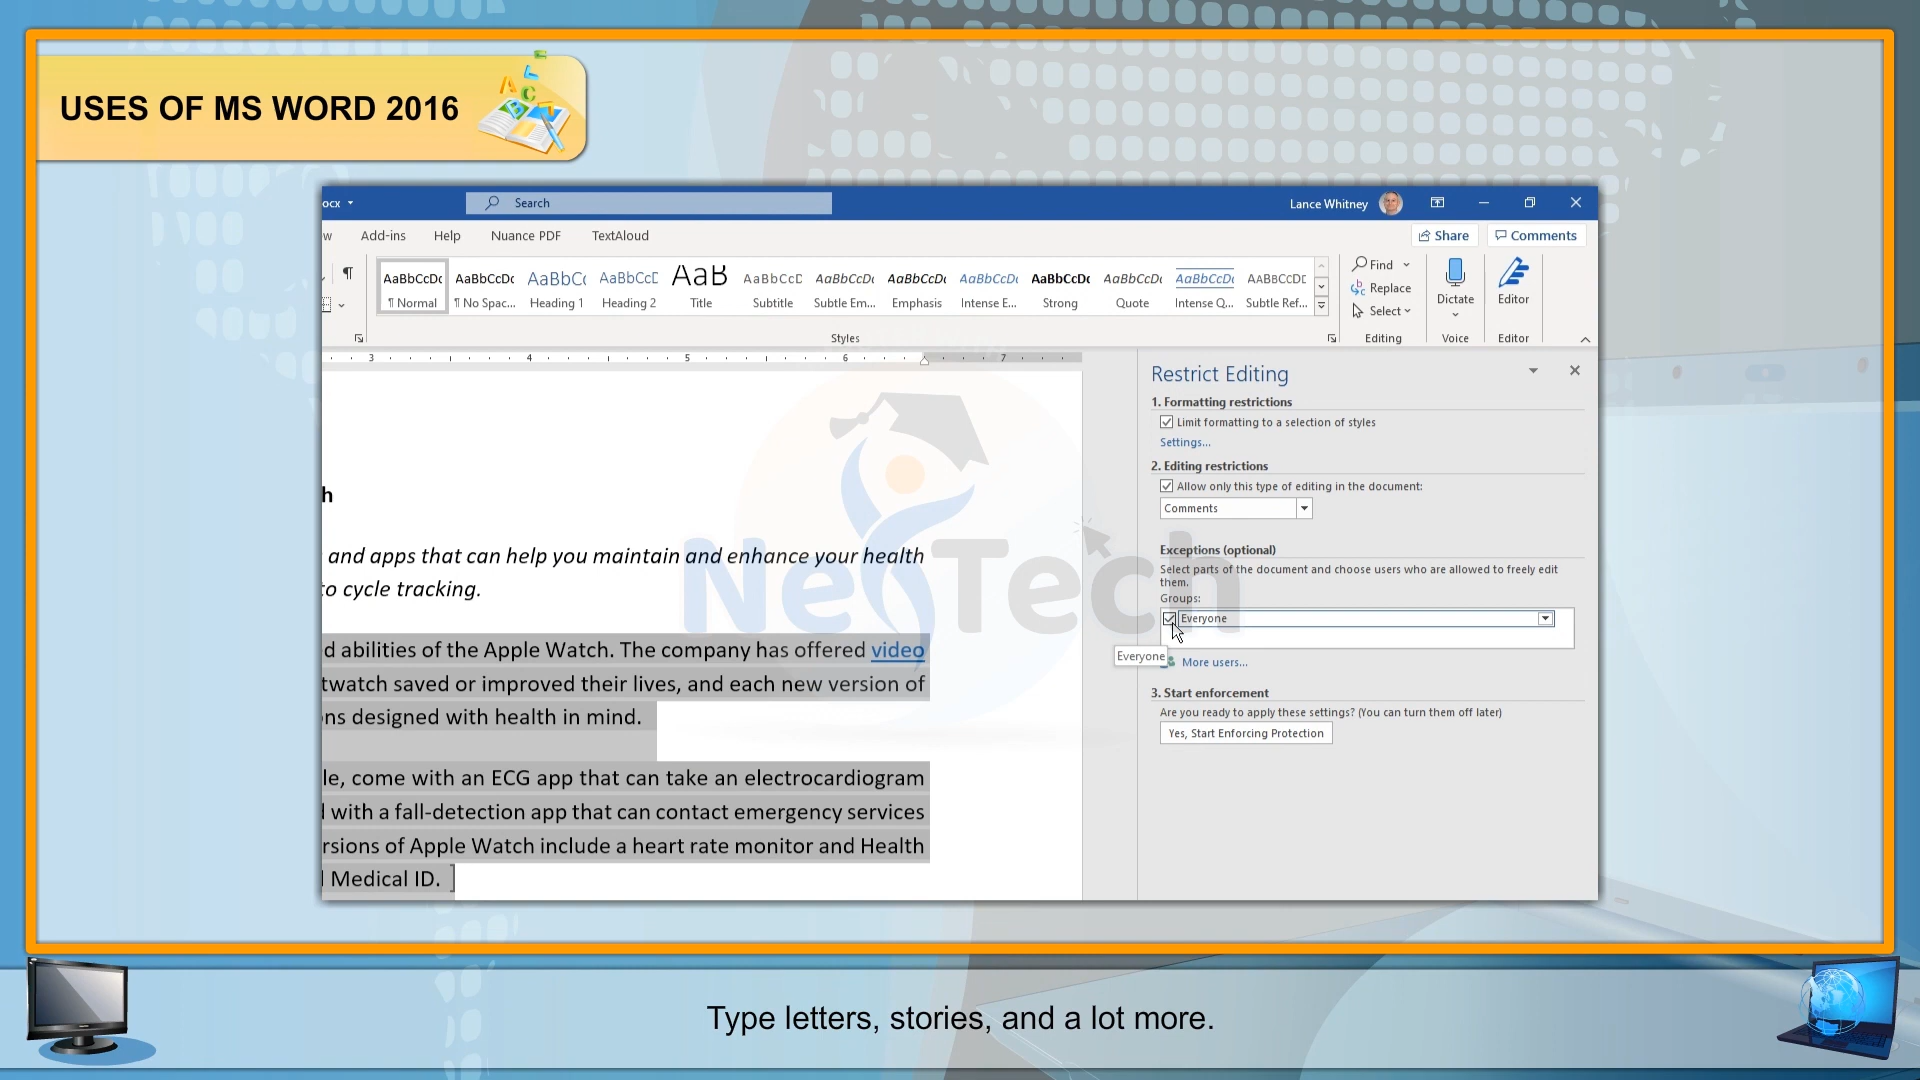 USES OF MS WORD 2016
ocx
Search
Lance Whitney
w
Add-ins
Help
Nuance PDF
TextAloud
Share
Comments
AaBbCcDc
¶ Normal
AaBbCcDc
¶ No Spac...
AaBbCc
Heading 1
AaBbCcD
Heading 2
AaB
Title
AaBbCcD
Subtitle
AaBbCcDc
Subtle Em...
AaBbCcDc
Emphasis
AaBbCcDc
Intense E...
AaBbCcDc
Strong
AaBbCcDc
Quote
AaBbCcDc
Intense Q...
AaBbCcDc
Subtle Ref...
Find
Replace
Select
Dictate
Editor
Styles
Editing
Voice
Editor
3 4 5 6 7
h
and apps that can help you maintain and enhance your health
to cycle tracking.
d abilities of the Apple Watch. The company has offered video
twatch saved or improved their lives, and each new version of
ons designed with health in mind.
le, come with an ECG app that can take an electrocardiogram
d with a fall-detection app that can contact emergency services
rsions of Apple Watch include a heart rate monitor and Health
l Medical ID.
NeTech
Restrict Editing
1. Formatting restrictions
Limit formatting to a selection of styles
Settings...
2. Editing restrictions
Allow only this type of editing in the document:
Comments
Exceptions (optional)
Select parts of the document and choose users who are allowed to freely edit
them.
Groups:
Everyone
Everyone
More users...
3. Start enforcement
Are you ready to apply these settings? (You can turn them off later)
Yes, Start Enforcing Protection
Type letters, stories, and a lot more.